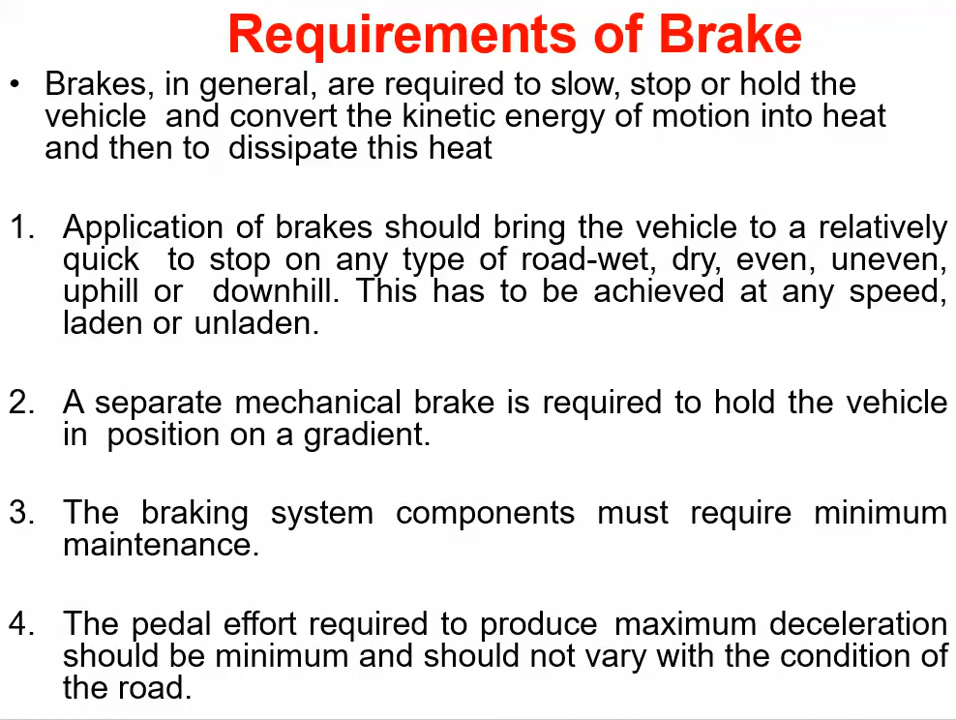 Requirements of Brake
• Brakes, in general, are required to slow, stop or hold the
vehicle and convert the kinetic energy of motion into heat
and then to dissipate this heat
1. Application of brakes should bring the vehicle to a relatively
quick to stop on any type of road-wet, dry, even, uneven,
uphill or downhill. This has to be achieved at any speed,
laden or unladen.
2. A separate mechanical brake is required to hold the vehicle
in position on a gradient.
3. The braking system components must require minimum
maintenance.
4. The pedal effort required to produce maximum deceleration
should be minimum and should not vary with the condition of
the road.